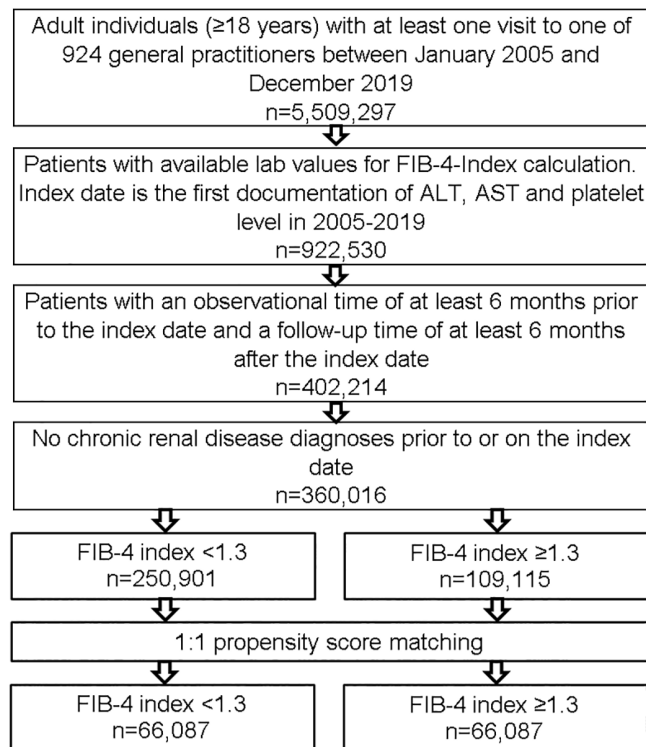 Adult individuals (≥18 years) with at least one visit to one of
924 general practitioners between January 2005 and
December 2019
n=5,509,297
Patients with available lab values for FIB-4-Index calculation.
Index date is the first documentation of ALT, AST and platelet
level in 2005-2019
n=922,530
Patients with an observational time of at least 6 months prior
to the index date and a follow-up time of at least 6 months
after the index date
n=402,214
No chronic renal disease diagnoses prior to or on the index
date
n=360,016
FIB-4 index <1.3
n=250,901
FIB-4 index ≥1.3
n=109,115
1:1 propensity score matching
FIB-4 index <1.3
n=66,087
FIB-4 index ≥1.3
n=66,087